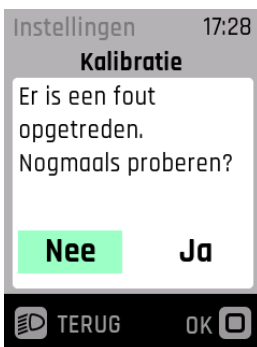 Instellingen 17:28
Kalibratie
Er is een fout
opgetreden.
Nogmaals proberen?
Nee Ja
TERUG OK